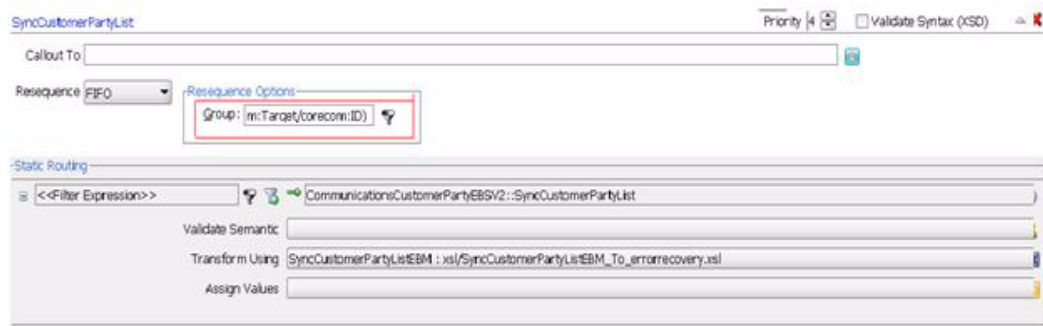 SyncCustomerPartyList Priority 4 Validate Syntax (XSD)
Callout To
Resequence FIFO Resequence Options
Group: m:Target/corecom:ID)
Static Routing
<<Filter Expression>> CommunicationsCustomerPartyEBSV2::SyncCustomerPartyList
Validate Semantic
Transform Using SyncCustomerPartyListEBM : xsl/SyncCustomerPartyListEBM_To_errorrecovery.xsl
Assign Values